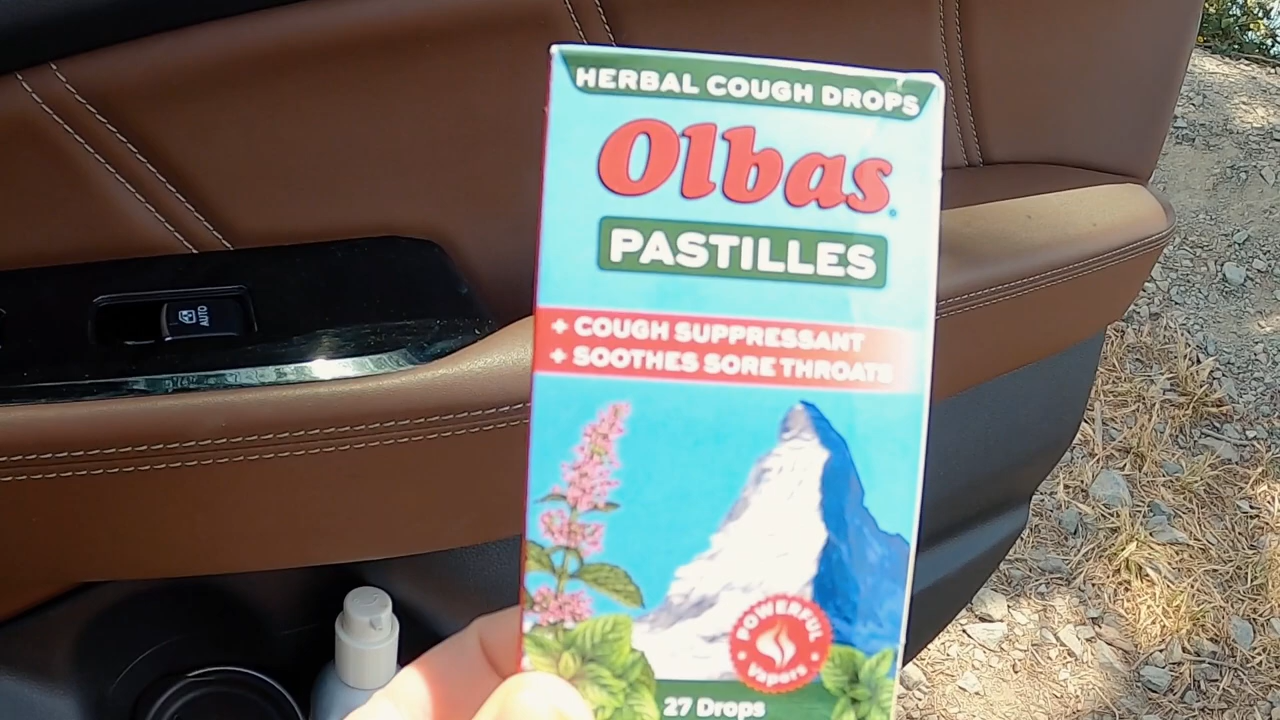 HERBAL COUGH DROPS
Olbas
PASTILLES
+ COUGH SUPPRESSANT
+ SOOTHES SORE THROATS
POWERFUL
Vapors
27 Drops
AUTO